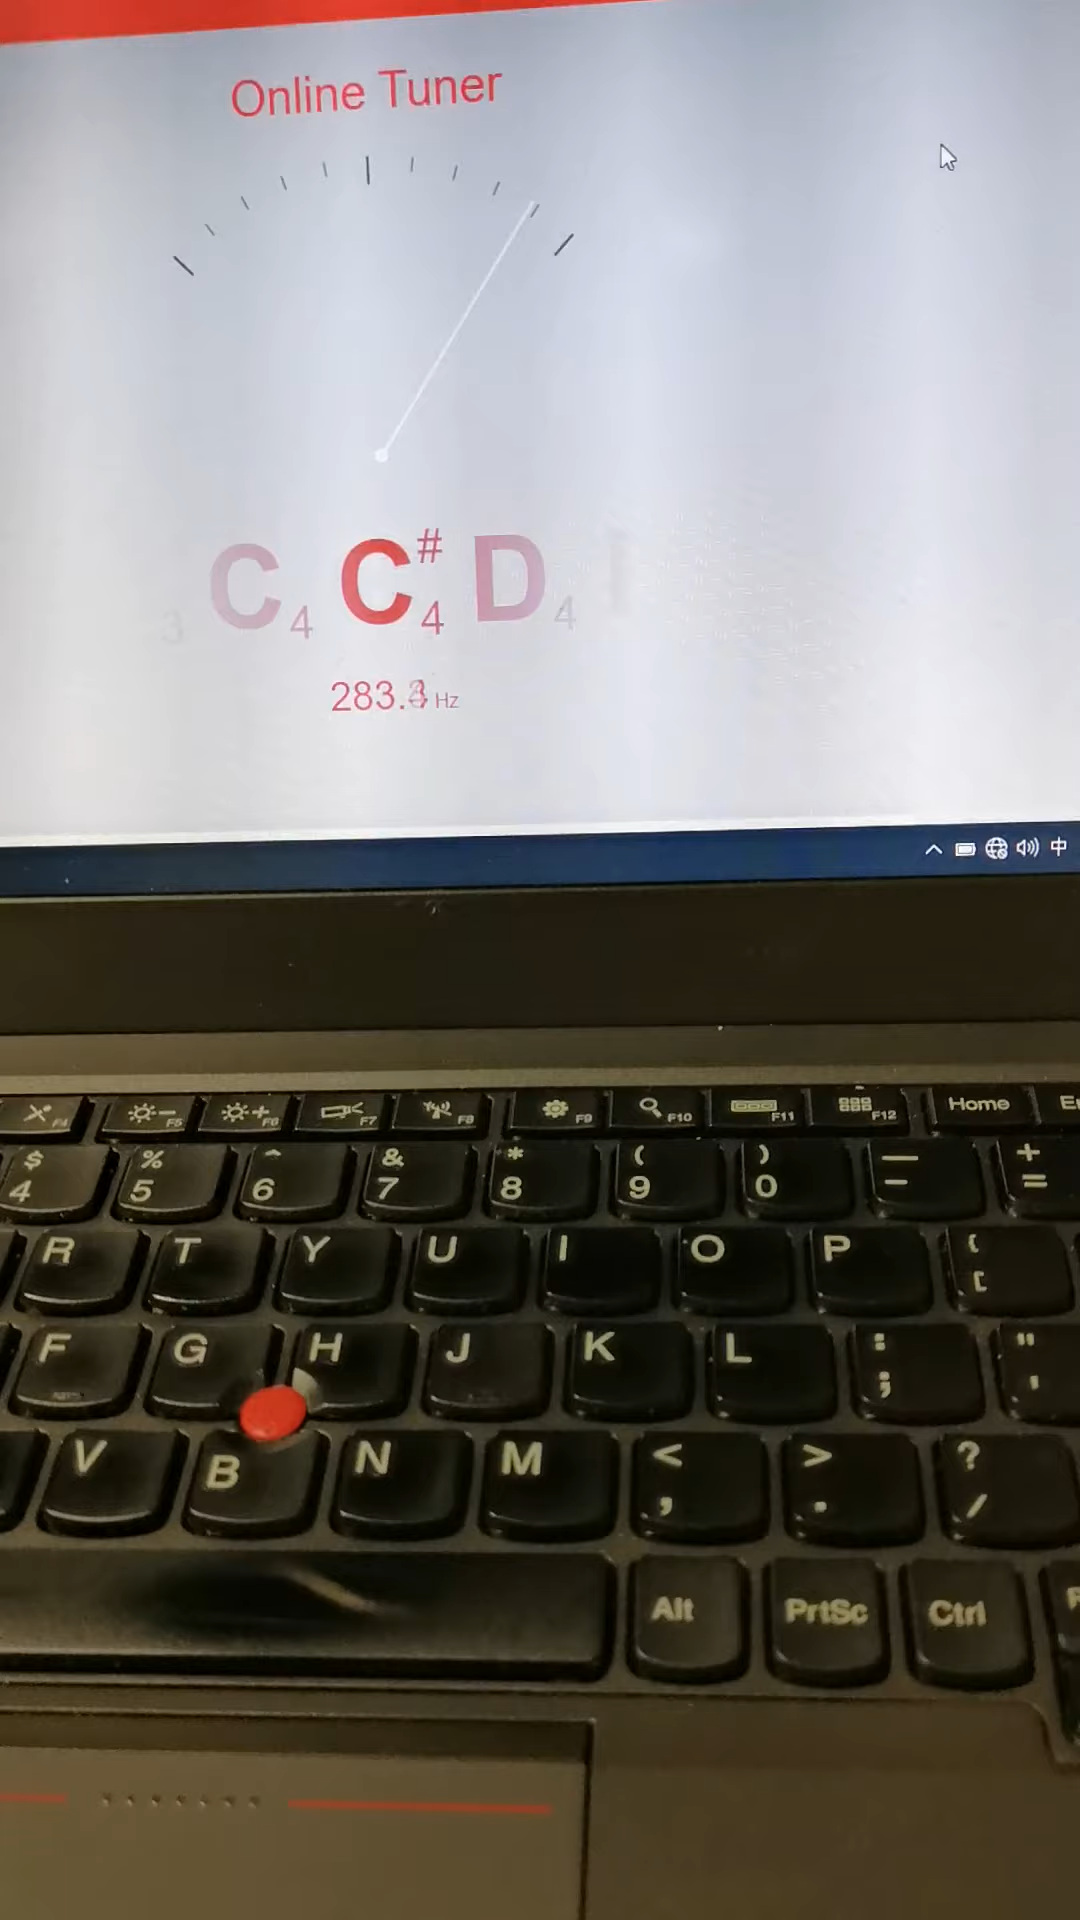 Online Tuner
3 C4 C#4 D4
283. Hz
中
F4 F5 F6 F7 F8 F9 F10 F11 F12 Home
$ % ^ & * ( ) — +
4 5 6 7 8 9 0 - =
R T Y U I O P { [
F G H J K L : ; " '
V B N M < , > . ? /
Alt PrtSc Ctrl